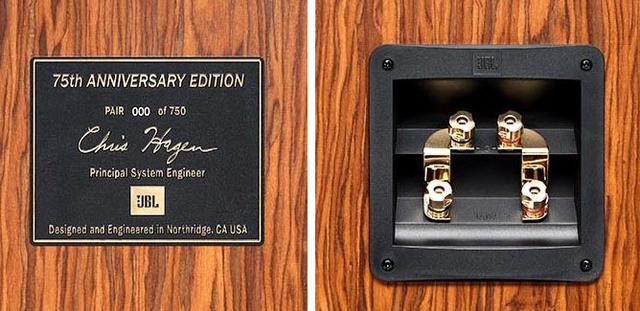 75th ANNIVERSARY EDITION
PAIR 000 of 750
Chris Hagen
Principal System Engineer
JBL
Designed and Engineered in Northridge, CA USA
JBL